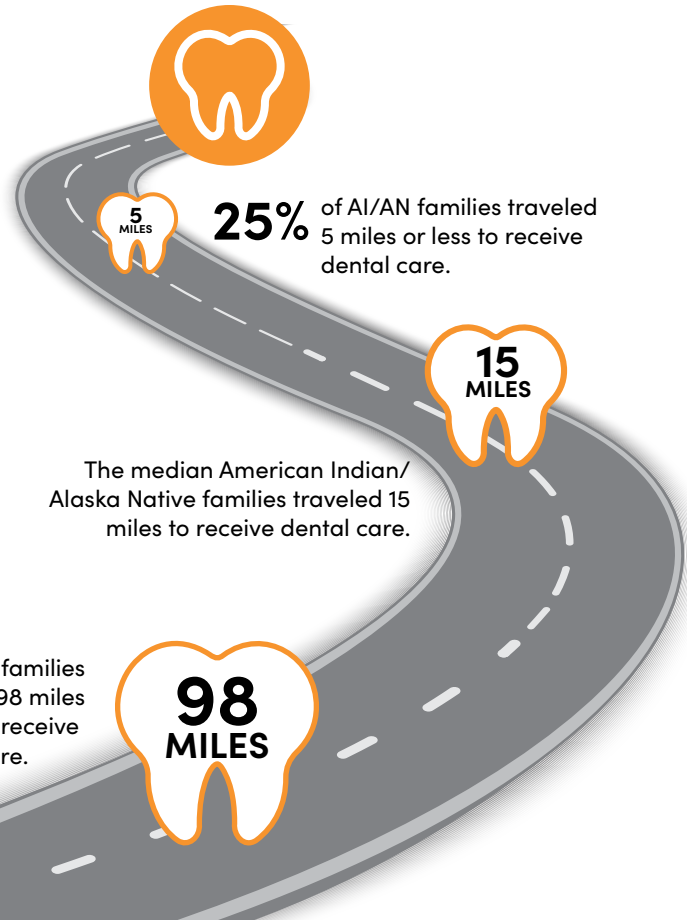 5
MILES
25%
of AI/AN families traveled
5 miles or less to receive
dental care.
15
MILES
The median American Indian/
Alaska Native families traveled 15
miles to receive dental care.
families
98 miles
receive
re.
98
MILES